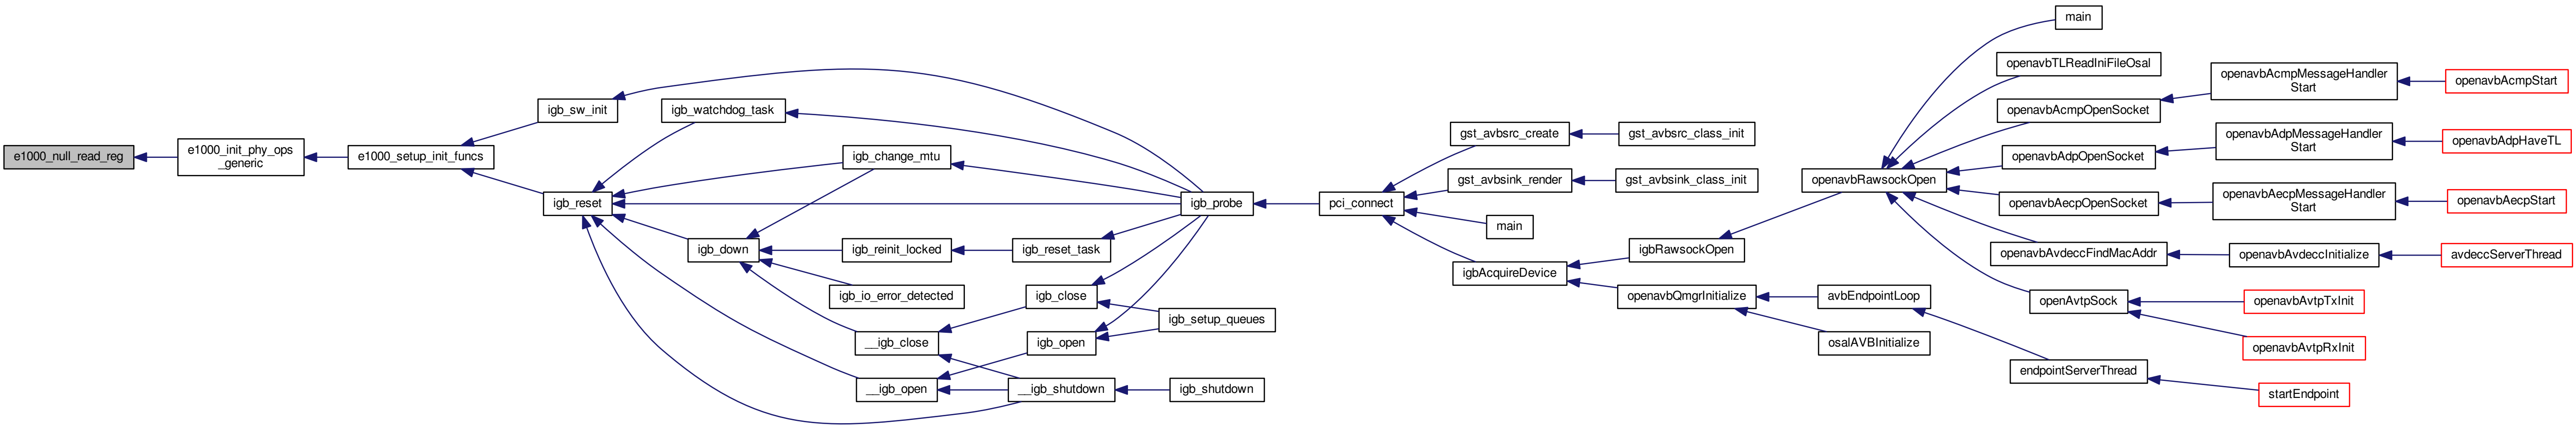 e1000_null_read_reg
e1000_init_phy_ops
_generic
e1000_setup_init_funcs
igb_sw_init
igb_reset
igb_watchdog_task
igb_change_mtu
igb_down
igb_reinit_locked
igb_reset_task
igb_io_error_detected
__igb_close
__igb_open
igb_close
igb_open
__igb_shutdown
igb_setup_queues
igb_shutdown
igb_probe
pci_connect
gst_avbsrc_create
gst_avbsrc_class_init
gst_avbsink_render
gst_avbsink_class_init
main
igbAcquireDevice
igbRawsockOpen
openavbQmgrInitialize
avbEndpointLoop
osalAVBInitialize
openavbRawsockOpen
main
openavbTLReadIniFileOsal
openavbAcmpOpenSocket
openavbAcmpMessageHandler
Start
openavbAcmpStart
openavbAdpOpenSocket
openavbAdpMessageHandler
Start
openavbAdpHaveTL
openavbAecpOpenSocket
openavbAecpMessageHandler
Start
openavbAecpStart
openavbAvdeccFindMacAddr
openavbAvdeccInitialize
avdeccServerThread
openAvtpSock
openavbAvtpTxInit
openavbAvtpRxInit
endpointServerThread
startEndpoint